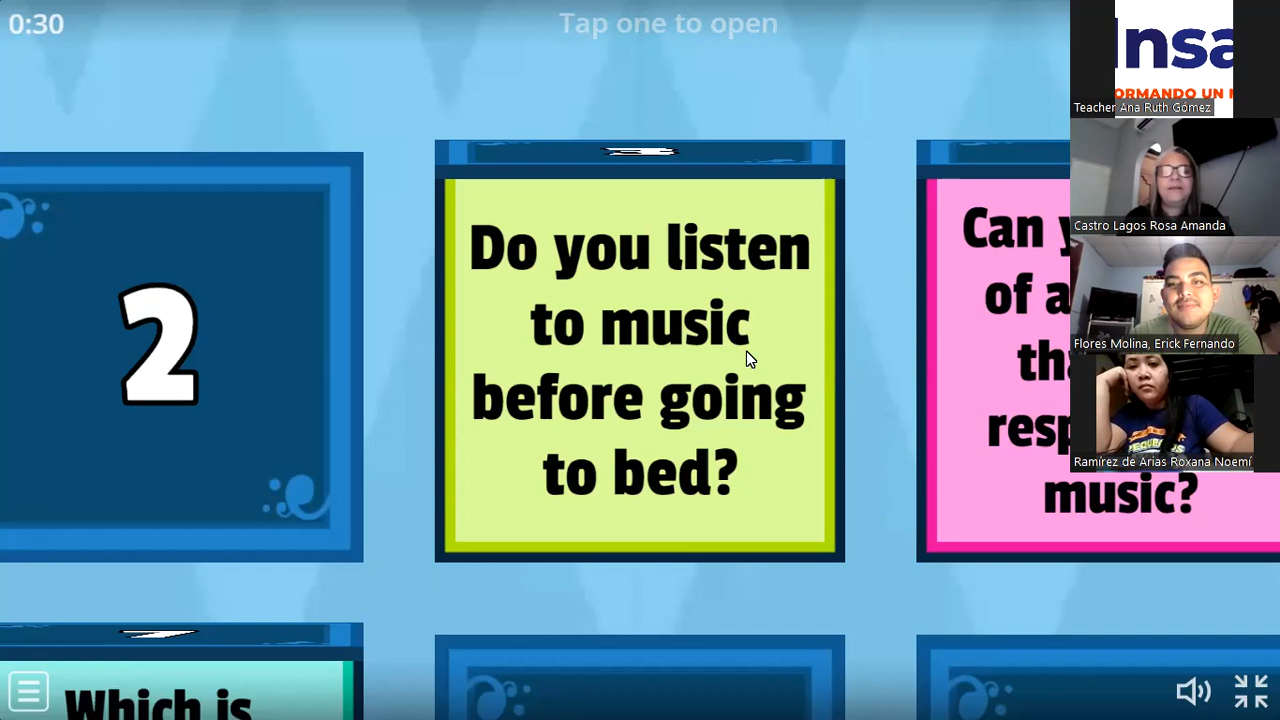 0:30
Tap one to open
2
Do you listen
to music
before going
to bed?
Can
of a
music?
Which is
Insa
ORMANDO UN
Teacher Ana Ruth Gómez
Castro Lagos Rosa Amanda
Flores Molina, Erick Fernando
Ramírez de Arias Roxana Noemí